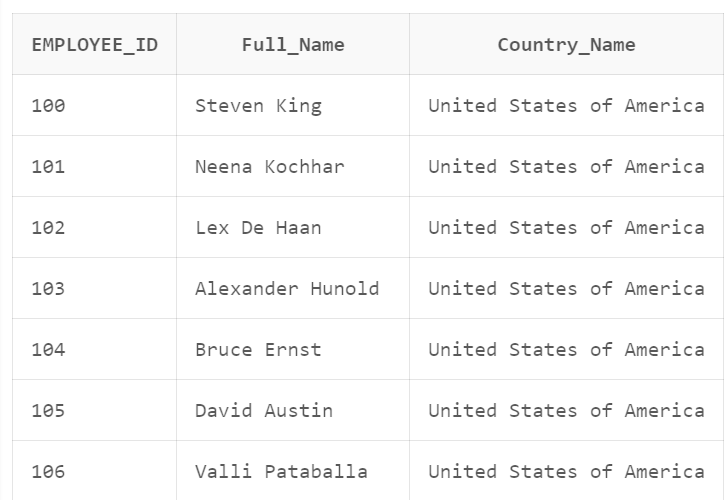 EMPLOYEE_ID Full_Name Country_Name
100 Steven King United States of America
101 Neena Kochhar United States of America
102 Lex De Haan United States of America
103 Alexander Hunold United States of America
104 Bruce Ernst United States of America
105 David Austin United States of America
106 Valli Pataballa United States of America